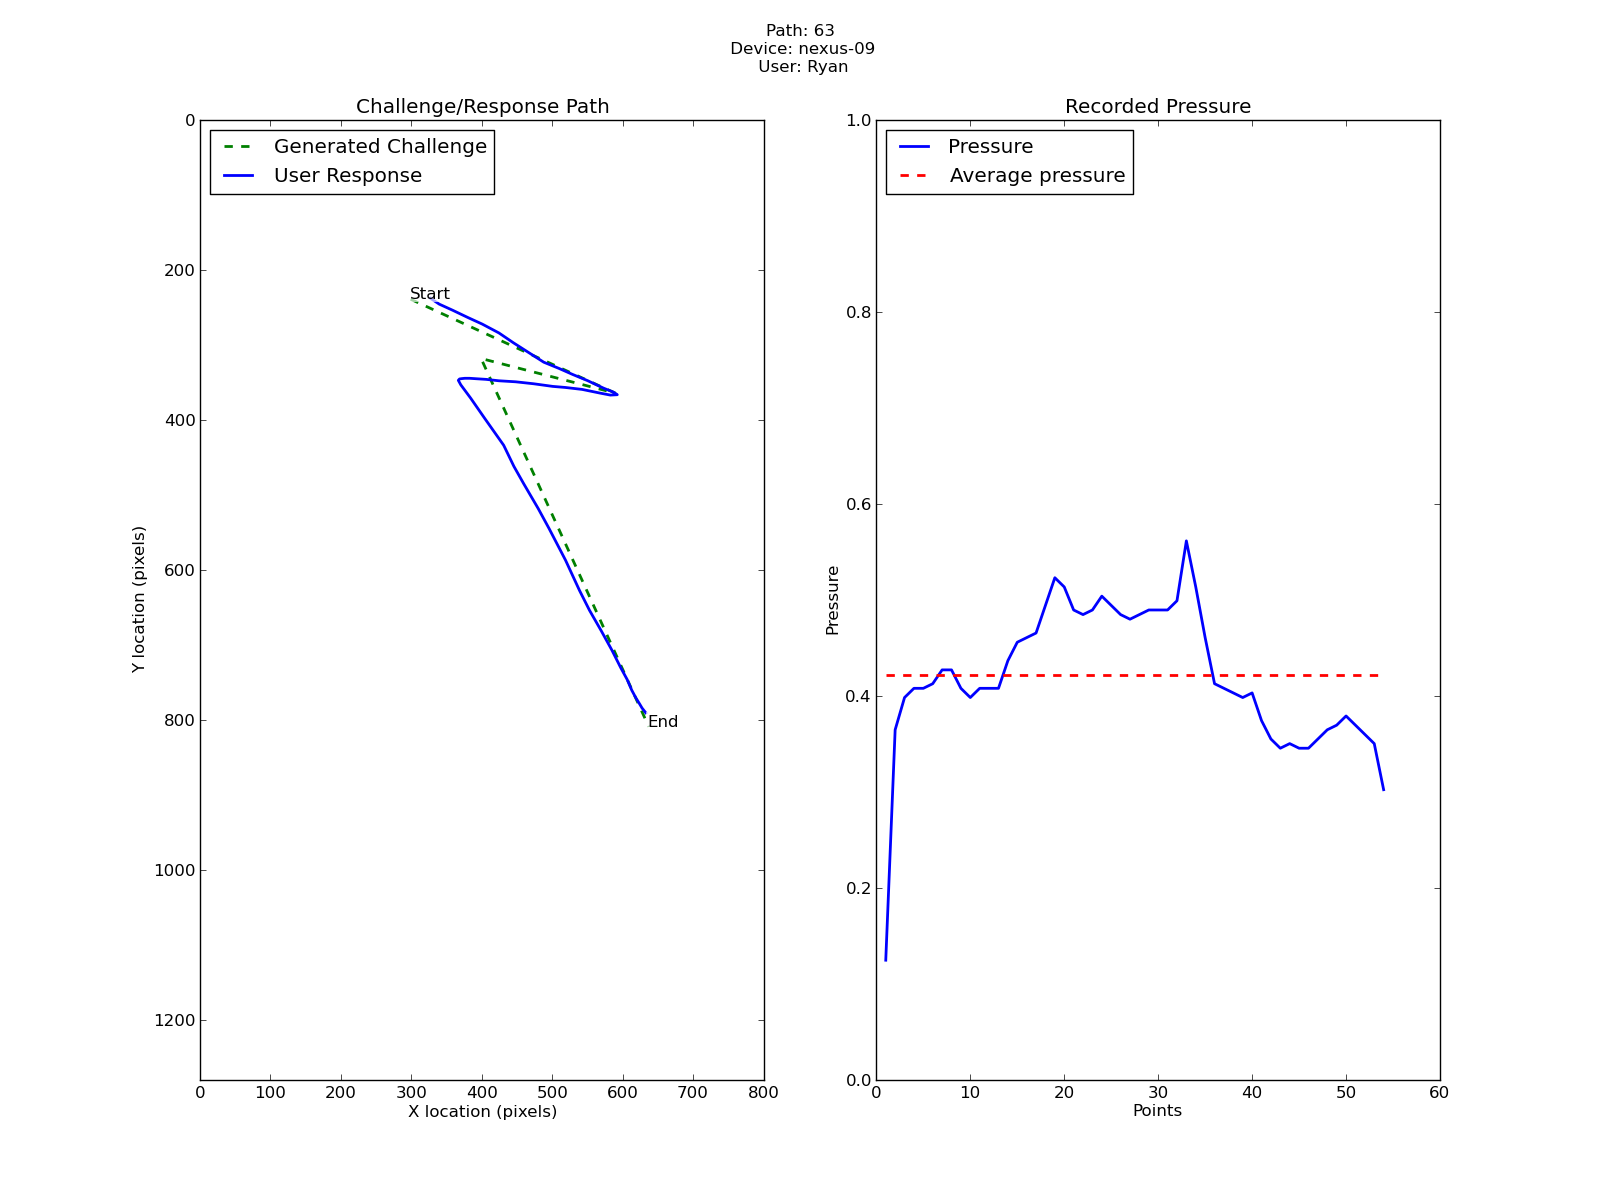 Path: 63
Device: nexus-09
User: Ryan
Challenge/Response Path
Generated Challenge
User Response
Start
End
0
200
400
600
800
1000
1200
Y location (pixels)
0 100 200 300 400 500 600 700 800
X location (pixels)
Recorded Pressure
Pressure
Average pressure
1.0
0.8
0.6
0.4
0.2
0.0
Pressure
0 10 20 30 40 50 60
Points